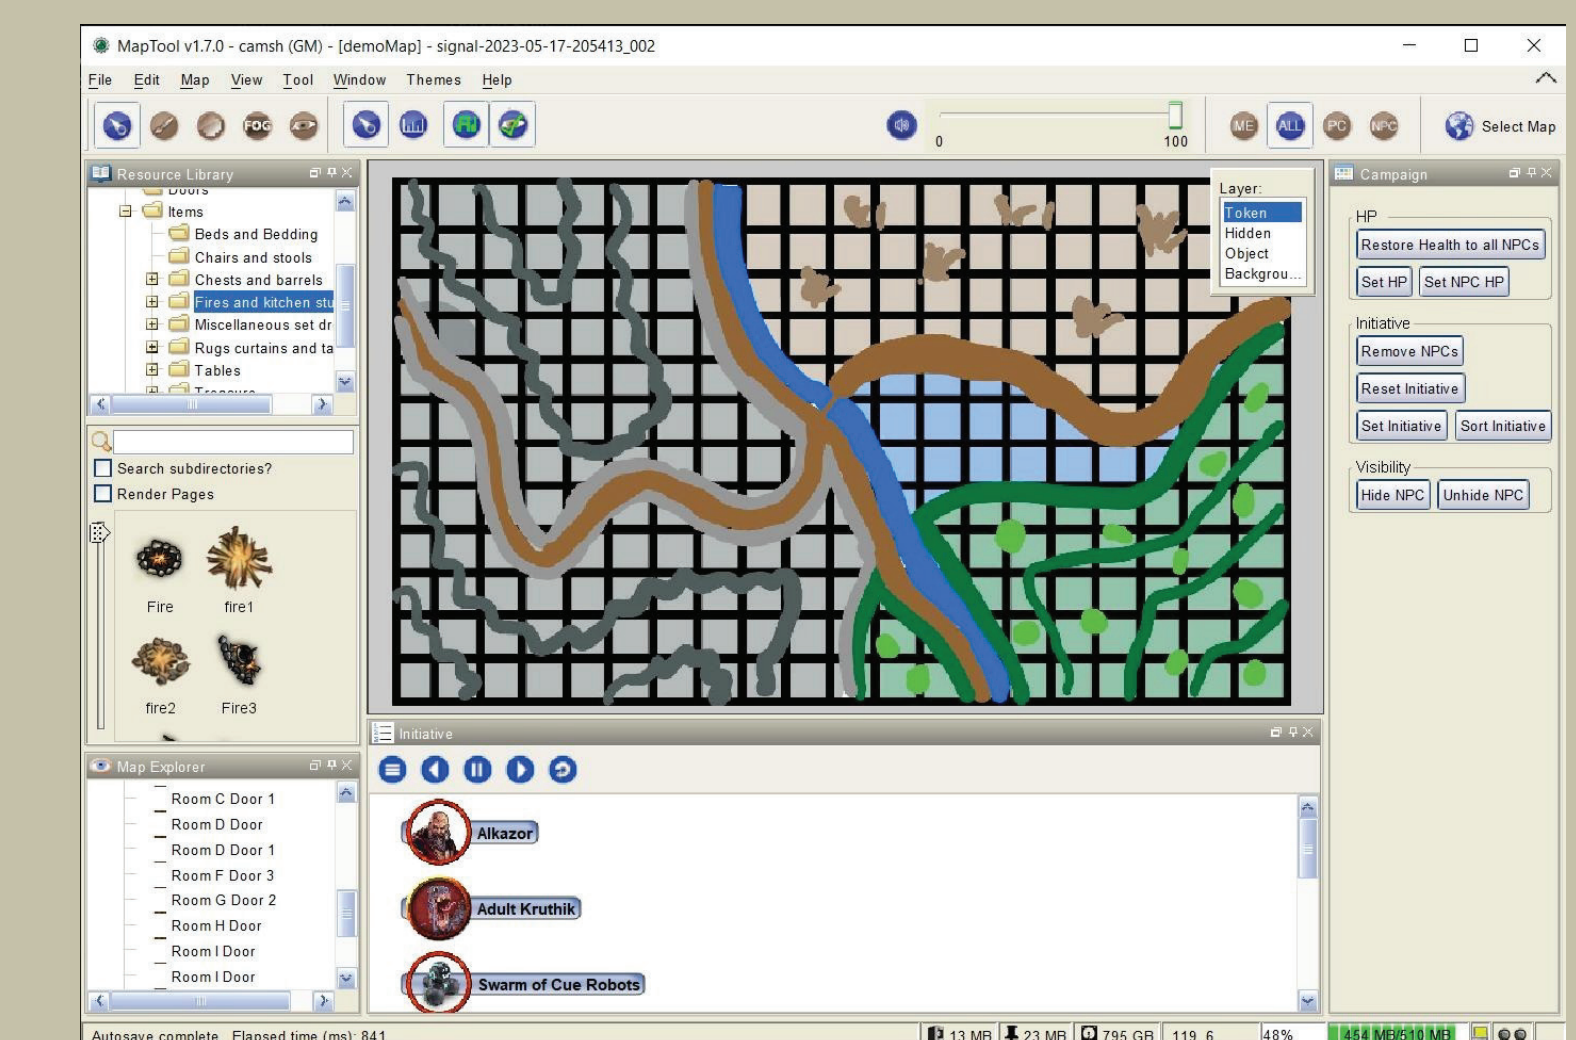 MapTool v1.7.0 - camsh (GM) - [demoMap] - signal-2023-05-17-205413_002
File Edit Map View Tool Window Themes Help
FOG
0 100
ME ALL PC NPC Select Map
Resource Library
Doors
Items
Beds and Bedding
Chairs and stools
Chests and barrels
Fires and kitchen stu
Miscellaneous set dr
Rugs curtains and ta
Tables
Treasure
Search subdirectories?
Render Pages
Fire fire1
fire2 Fire3
Map Explorer
Room C Door 1
Room D Door
Room D Door 1
Room F Door 3
Room G Door 2
Room H Door
Room I Door
Room I Door
Layer:
Token
Hidden
Object
Backgrou...
Initiative
Alkazor
Adult Kruthik
Swarm of Cue Robots
Campaign
HP
Restore Health to all NPCs
Set HP Set NPC HP
Initiative
Remove NPCs
Reset Initiative
Set Initiative Sort Initiative
Visibility
Hide NPC Unhide NPC
Autosave complete. Elapsed time (ms): 841 13 MB 23 MB 795 GB 119, 6 48% 454 MB/510 MB